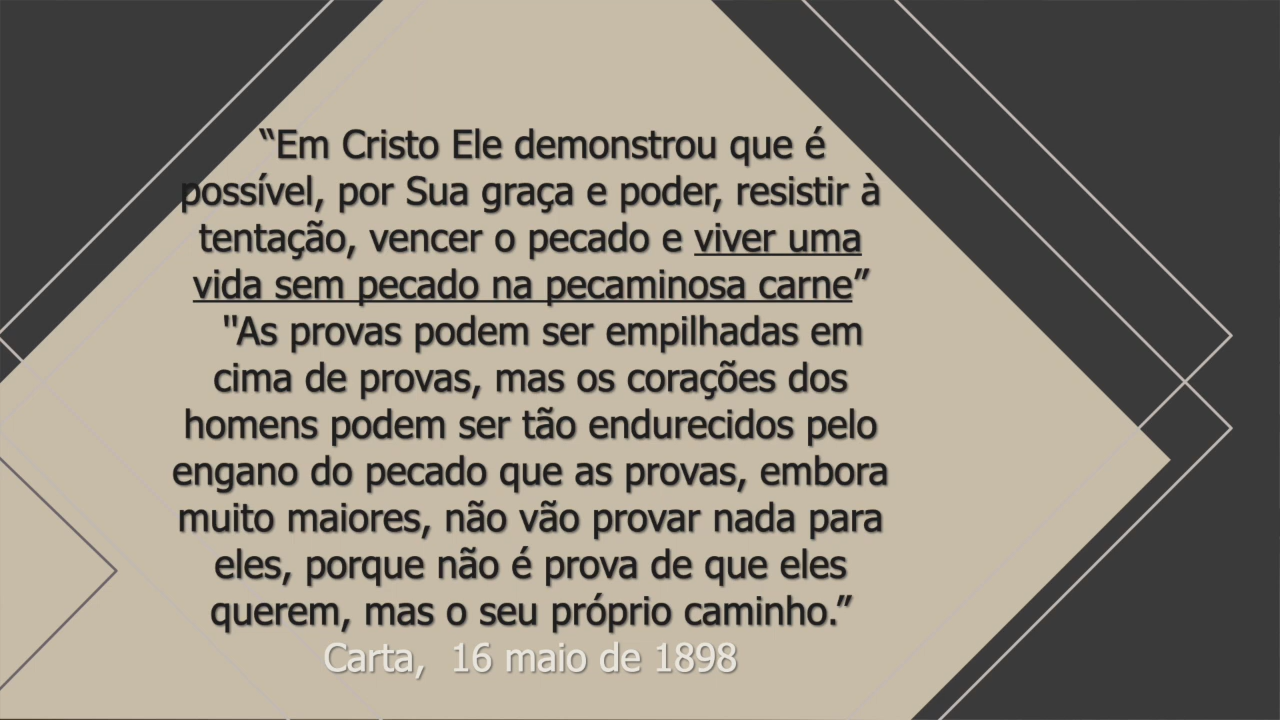 “Em Cristo Ele demonstrou que é
possível, por Sua graça e poder, resistir à
tentação, vencer o pecado e viver uma
vida sem pecado na pecaminosa carne”
"As provas podem ser empilhadas em
cima de provas, mas os corações dos
homens podem ser tão endurecidos pelo
engano do pecado que as provas, embora
muito maiores, não vão provar nada para
eles, porque não é prova de que eles
querem, mas o seu próprio caminho.”
Carta, 16 maio de 1898